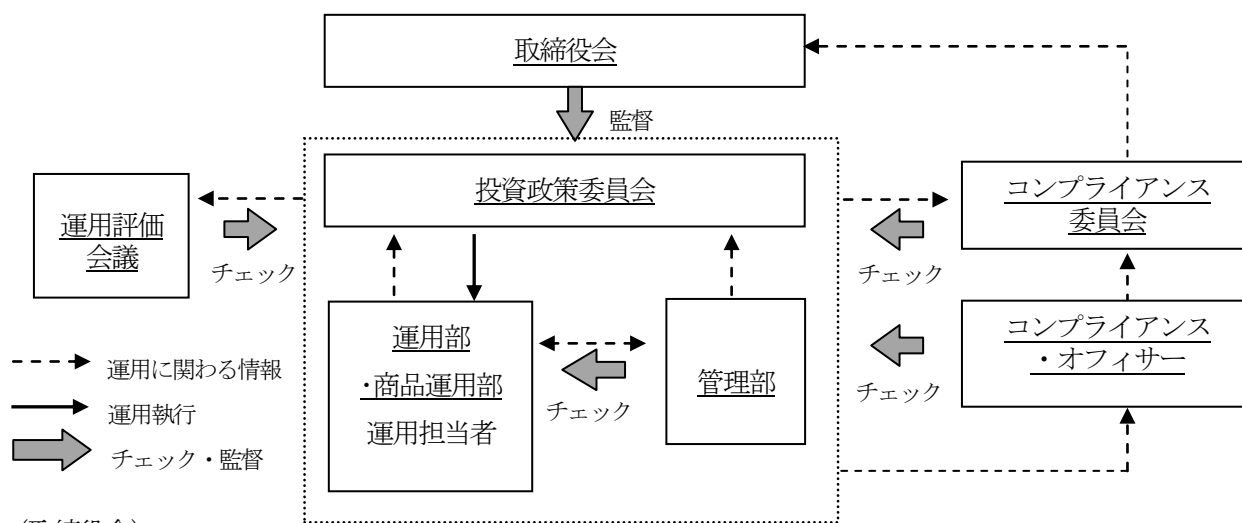 取締役会
監督
投資政策委員会
運用評価
会議
チェック
チェック
コンプライアンス
委員会
運用部
・商品運用部
運用担当者
チェック
管理部
チェック
コンプライアンス
・オフィサー
運用に関わる情報
運用執行
チェック・監督